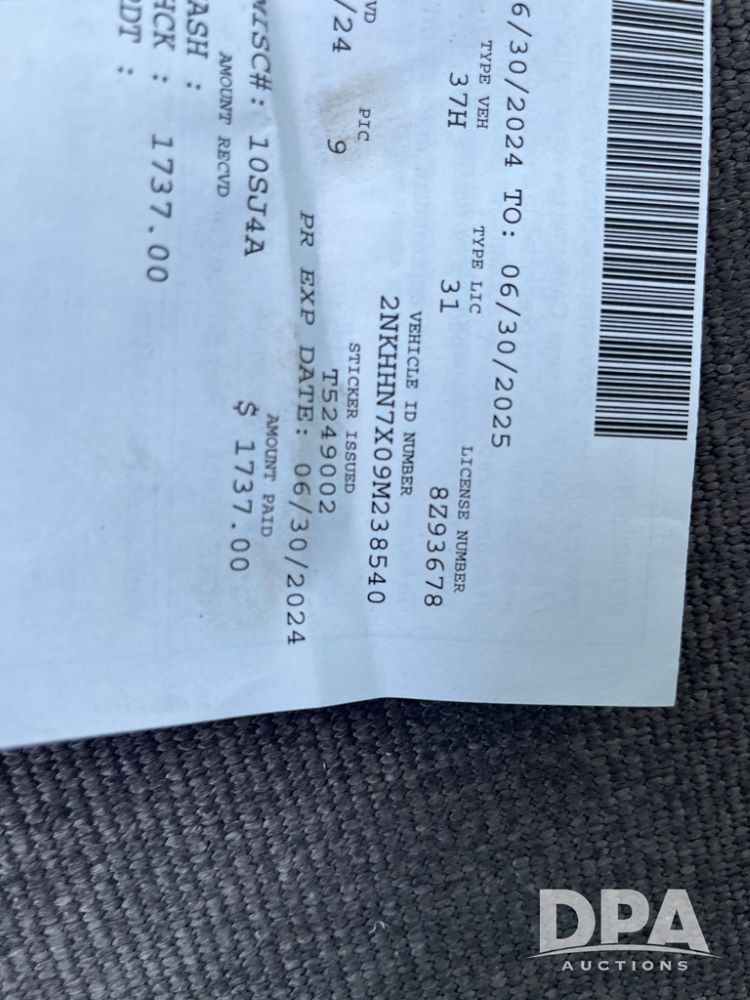 6/30/2024 TO: 06/30/2025
TYPE VEH TYPE LIC LICENSE NUMBER
37H 31 8Z93678
VEHICLE ID NUMBER
2NKHHN7X09M238540
VD PIC STICKER ISSUED
/24 9 T5249002
PR EXP DATE: 06/30/2024
MISC#: 10SJ4A
AMOUNT PAID
$ 1737.00
AMOUNT RECVD
ASH :
HCK : 1737.00
DT :
DPA
AUCTIONS